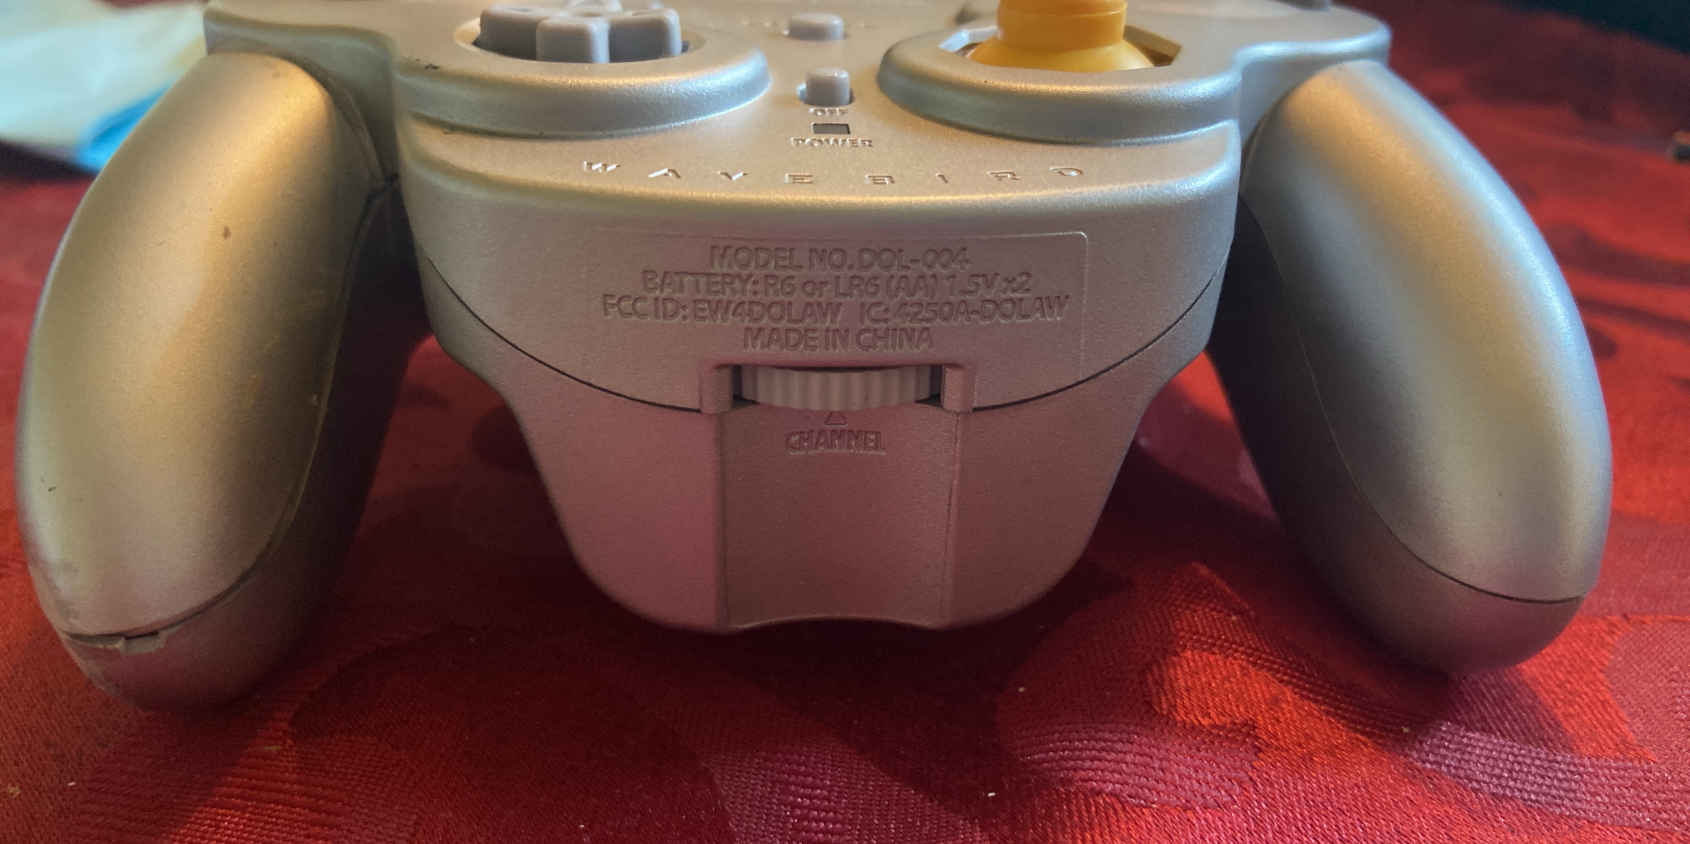 OFF
POWER
WAVEBIRD
MODEL NO. DOL-004
BATTERY: R6 or LR6 (AA) 1.5V x2
FCC ID: EW4DOLAW IC: 4250A-DOLAW
MADE IN CHINA
CHANNEL